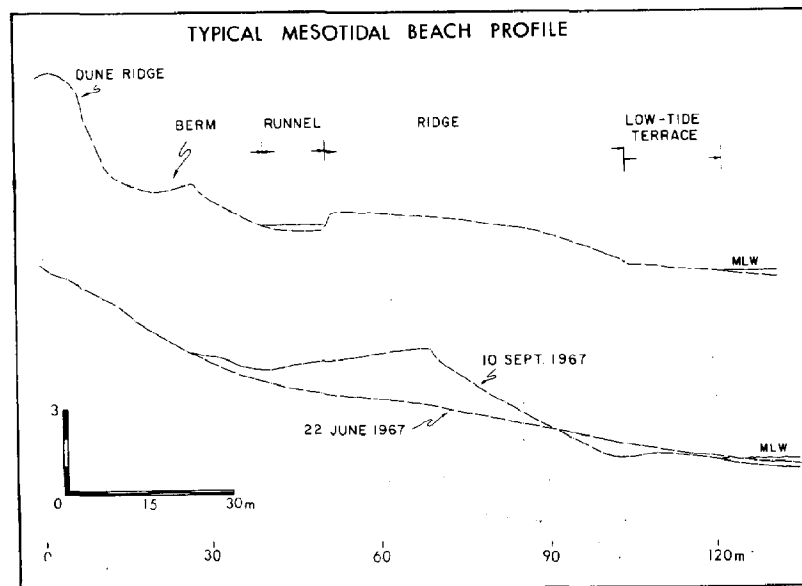 TYPICAL MESOTIDAL BEACH PROFILE
DUNE RIDGE
BERM
RUNNEL
RIDGE
LOW-TIDE
TERRACE
MLW
10 SEPT. 1967
22 JUNE 1967
MLW
3
0 15 30m
0 30 60 90 120m